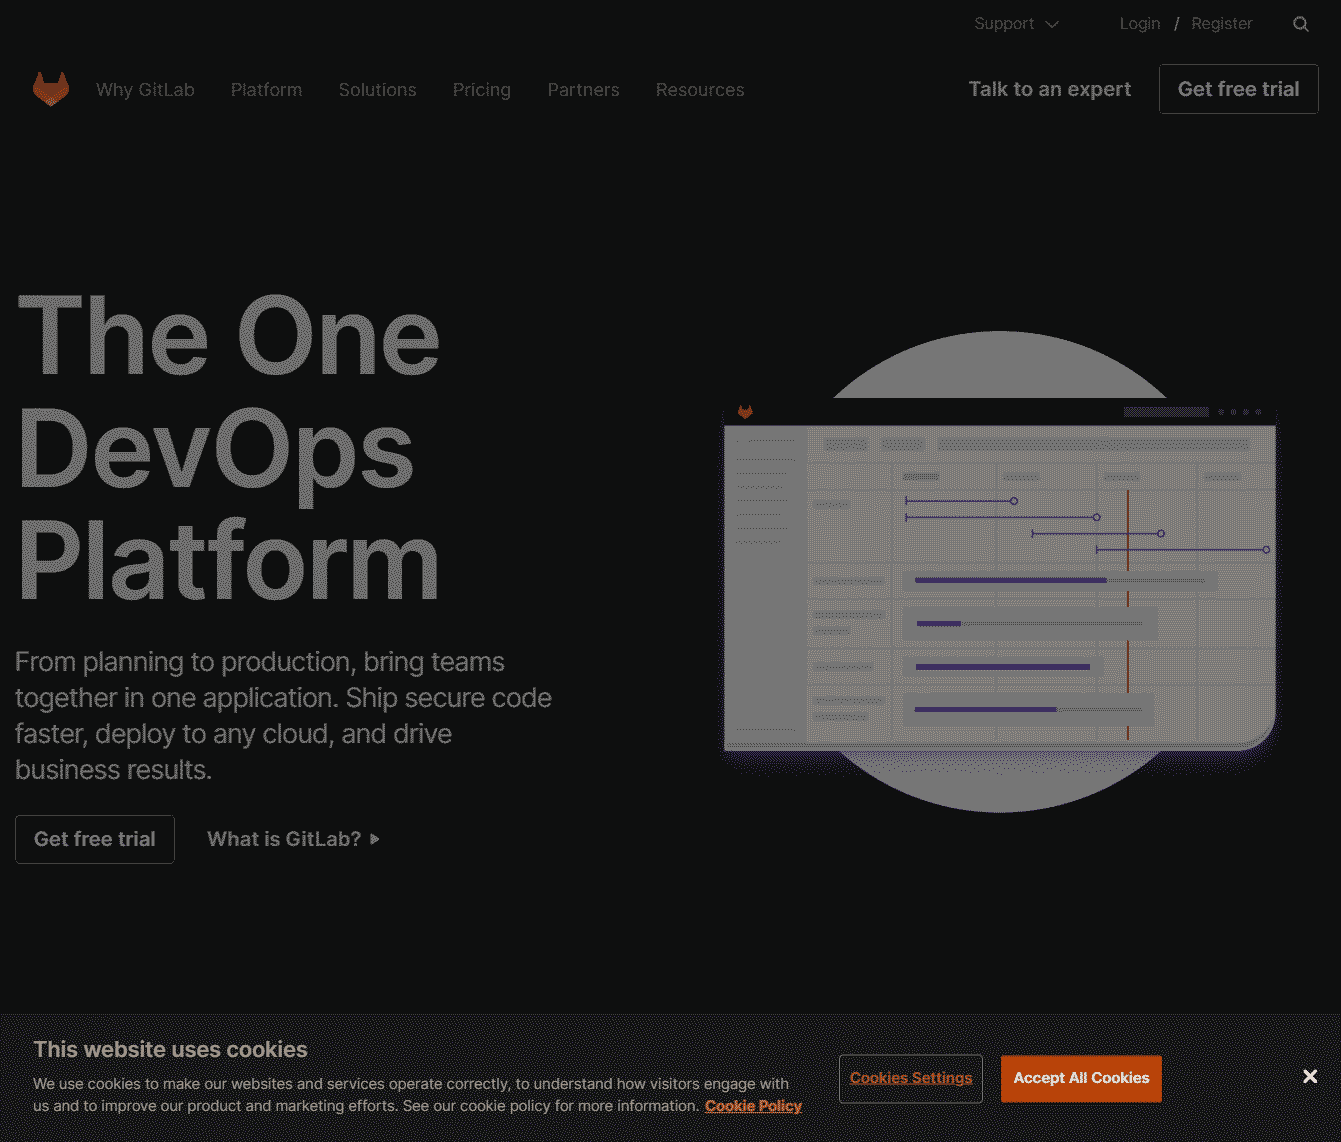 Support
Login / Register
Why GitLab Platform Solutions Pricing Partners Resources
Talk to an expert Get free trial
The One
DevOps
Platform
From planning to production, bring teams
together in one application. Ship secure code
faster, deploy to any cloud, and drive
business results.
Get free trial What is GitLab?
This website uses cookies
We use cookies to make our websites and services operate correctly, to understand how visitors engage with
us and to improve our product and marketing efforts. See our cookie policy for more information. Cookie Policy
Cookies Settings Accept All Cookies